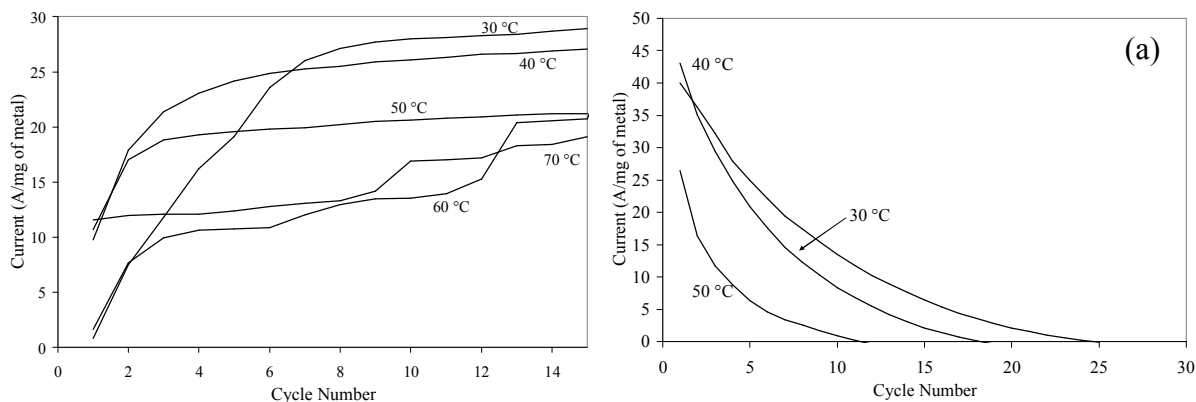 30
25
20
15
10
5
0
Current (A/mg of metal)
30 °C
40 °C
50 °C
70 °C
60 °C
0 2 4 6 8 10 12 14
Cycle Number
50
45
40
35
30
25
20
15
10
5
0
Current (A/mg of metal)
(a)
40 °C
30 °C
50 °C
0 5 10 15 20 25 30
Cycle Number